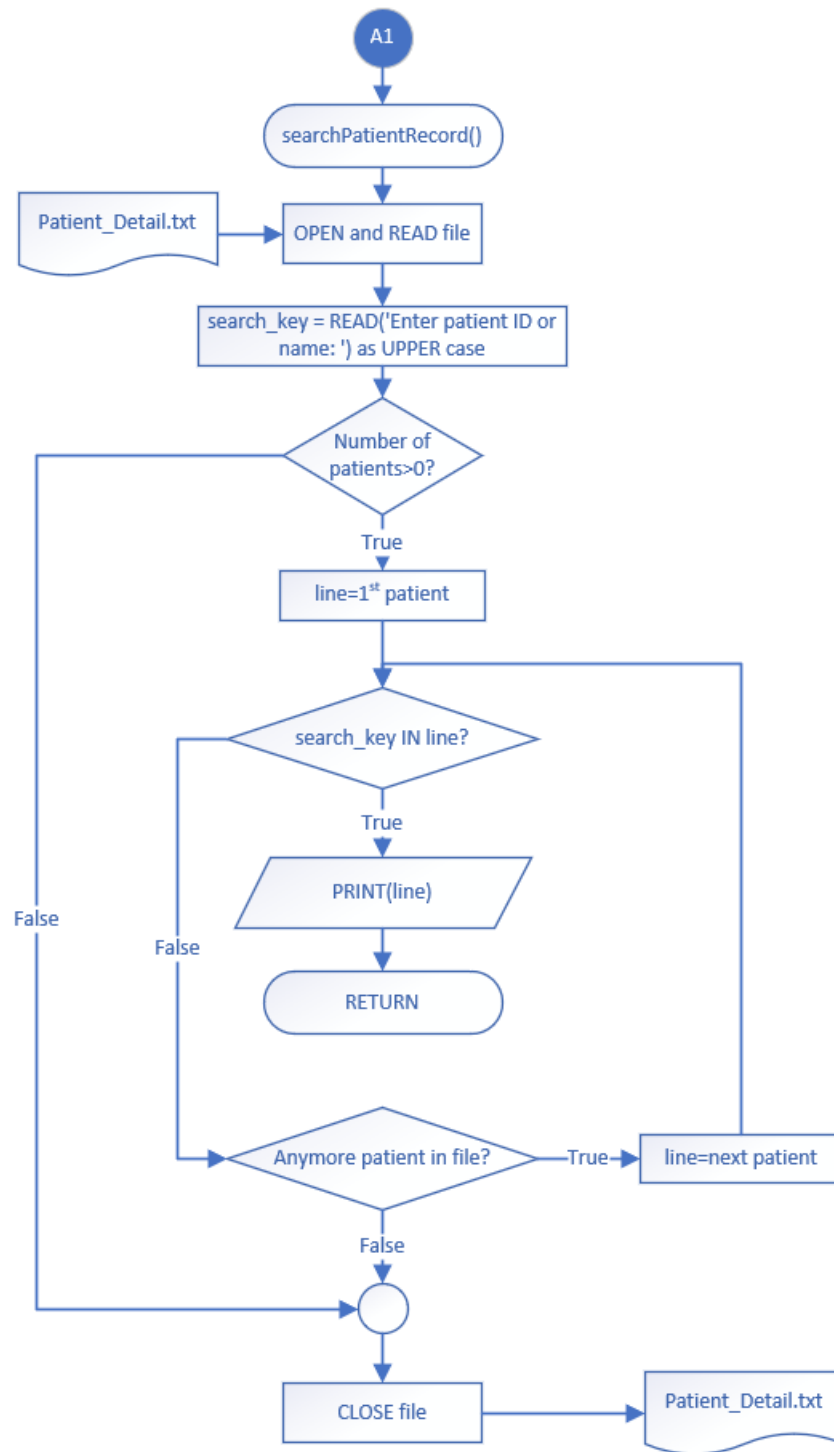 A1
searchPatientRecord()
Patient_Detail.txt
OPEN and READ file
search_key = READ('Enter patient ID or
name: ') as UPPER case
Number of
patients>0?
True
line=1st patient
search_key IN line?
True
PRINT(line)
False
False
RETURN
Anymore patient in file?
True
line=next patient
False
CLOSE file
Patient_Detail.txt